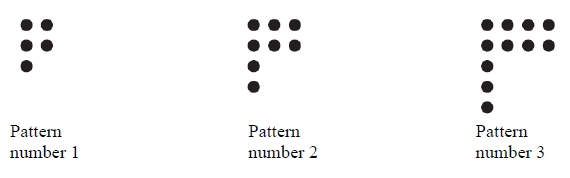 Pattern
number 1
Pattern
number 2
Pattern
number 3